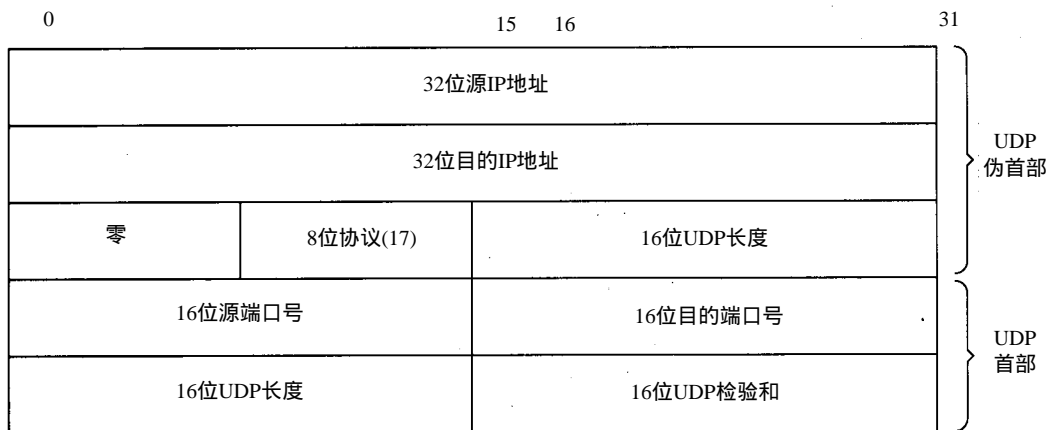 0 15 16 31
32位源IP地址
32位目的IP地址
UDP
伪首部
零 8位协议(17) 16位UDP长度
16位源端口号 16位目的端口号
UDP
首部
16位UDP长度 16位UDP检验和